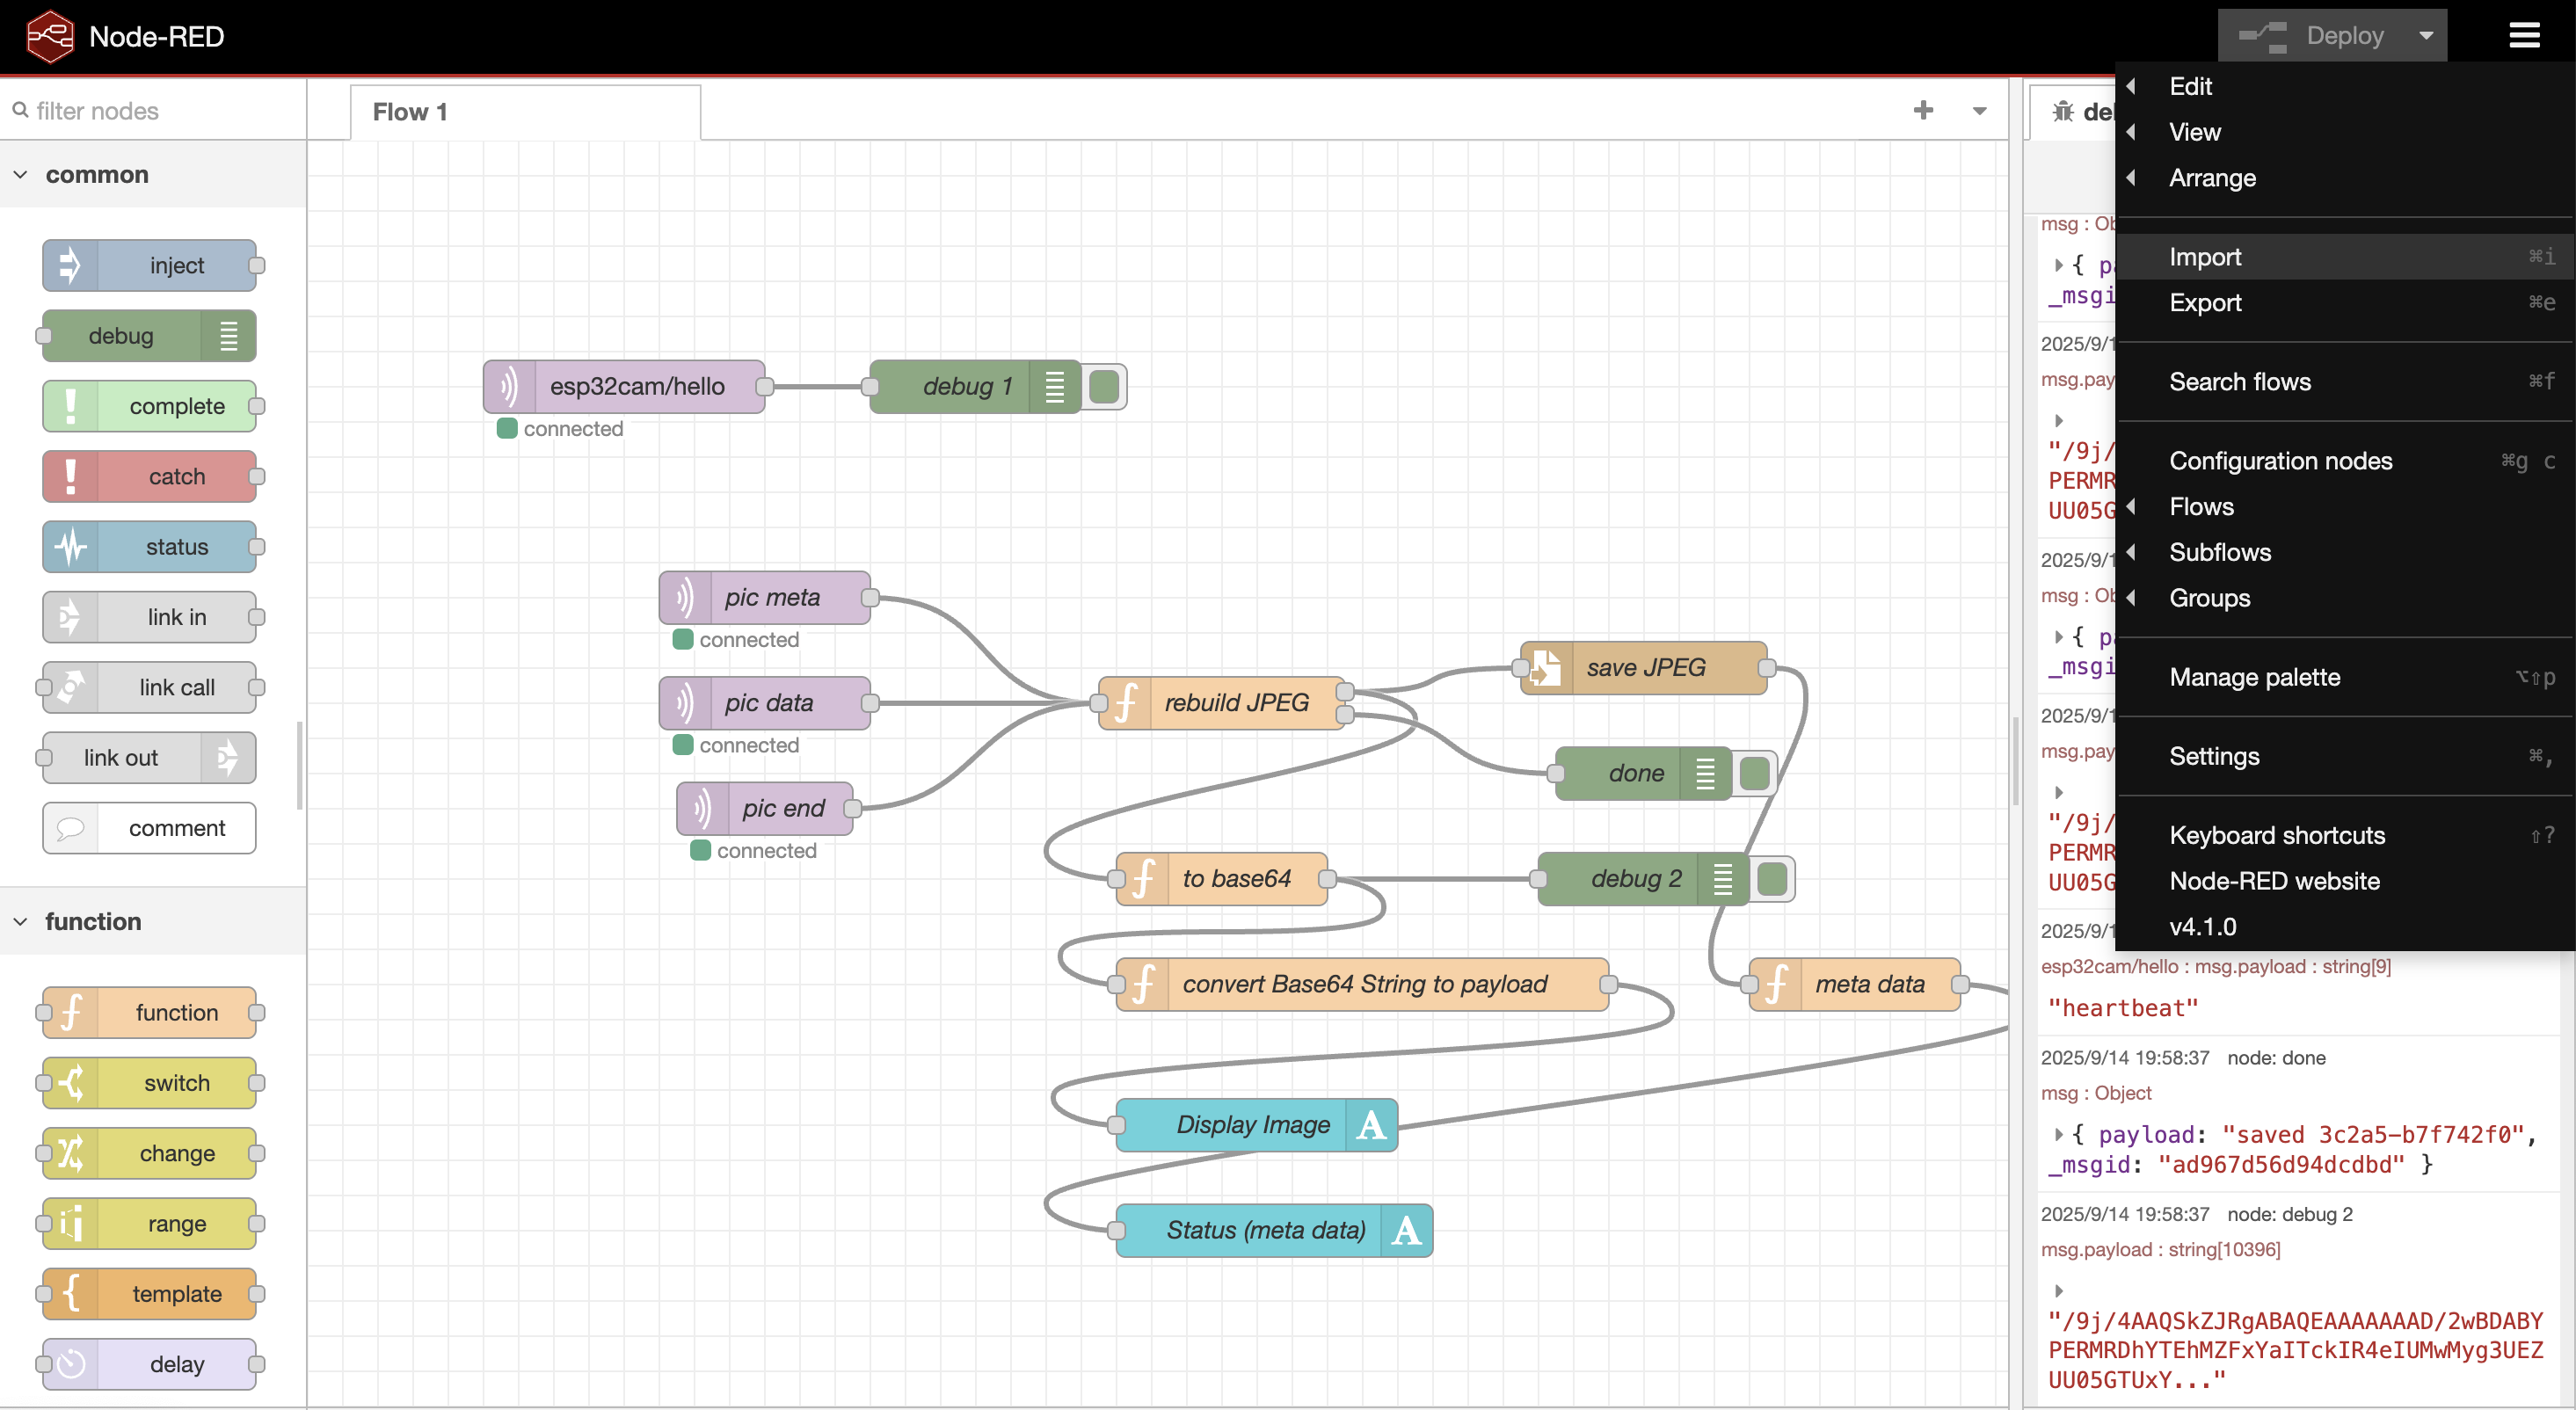 Node-RED
Deploy
filter nodes
Flow 1
common
inject
debug
complete
catch
status
link in
link call
link out
comment
function
function
switch
change
range
template
delay
esp32cam/hello
debug 1
connected
pic meta
connected
pic data
connected
pic end
connected
rebuild JPEG
save JPEG
done
to base64
debug 2
convert Base64 String to payload
meta data
Display Image
A
Status (meta data)
A
Edit
View
Arrange
Import ⌘i
Export ⌘e
Search flows ⌘f
Configuration nodes ⌘g c
Flows
Subflows
Groups
Manage palette ⌥⇧p
Settings ⌘,
Keyboard shortcuts ⇧?
Node-RED website
v4.1.0
{
_msgi
2025/9/1
msg.pay
"/9j/
PERMR
UU05G
2025/9/1
{
_msgi
2025/9/1
msg.pay
"/9j/
PERMR
UU05G
2025/9/1
esp32cam/hello : msg.payload : string[9]
"heartbeat"
2025/9/14 19:58:37 node: done
msg : Object
{ payload: "saved 3c2a5-b7f742f0",
_msgid: "ad967d56d94dcdbd" }
2025/9/14 19:58:37 node: debug 2
msg.payload : string[10396]
"/9j/4AAQSkZJRgABAQEAAAAAAAD/2wBDABY
PERMRDhYTEhMZFxYaITckIR4eIUMwMyg3UEZ
UU05GTUxY..."